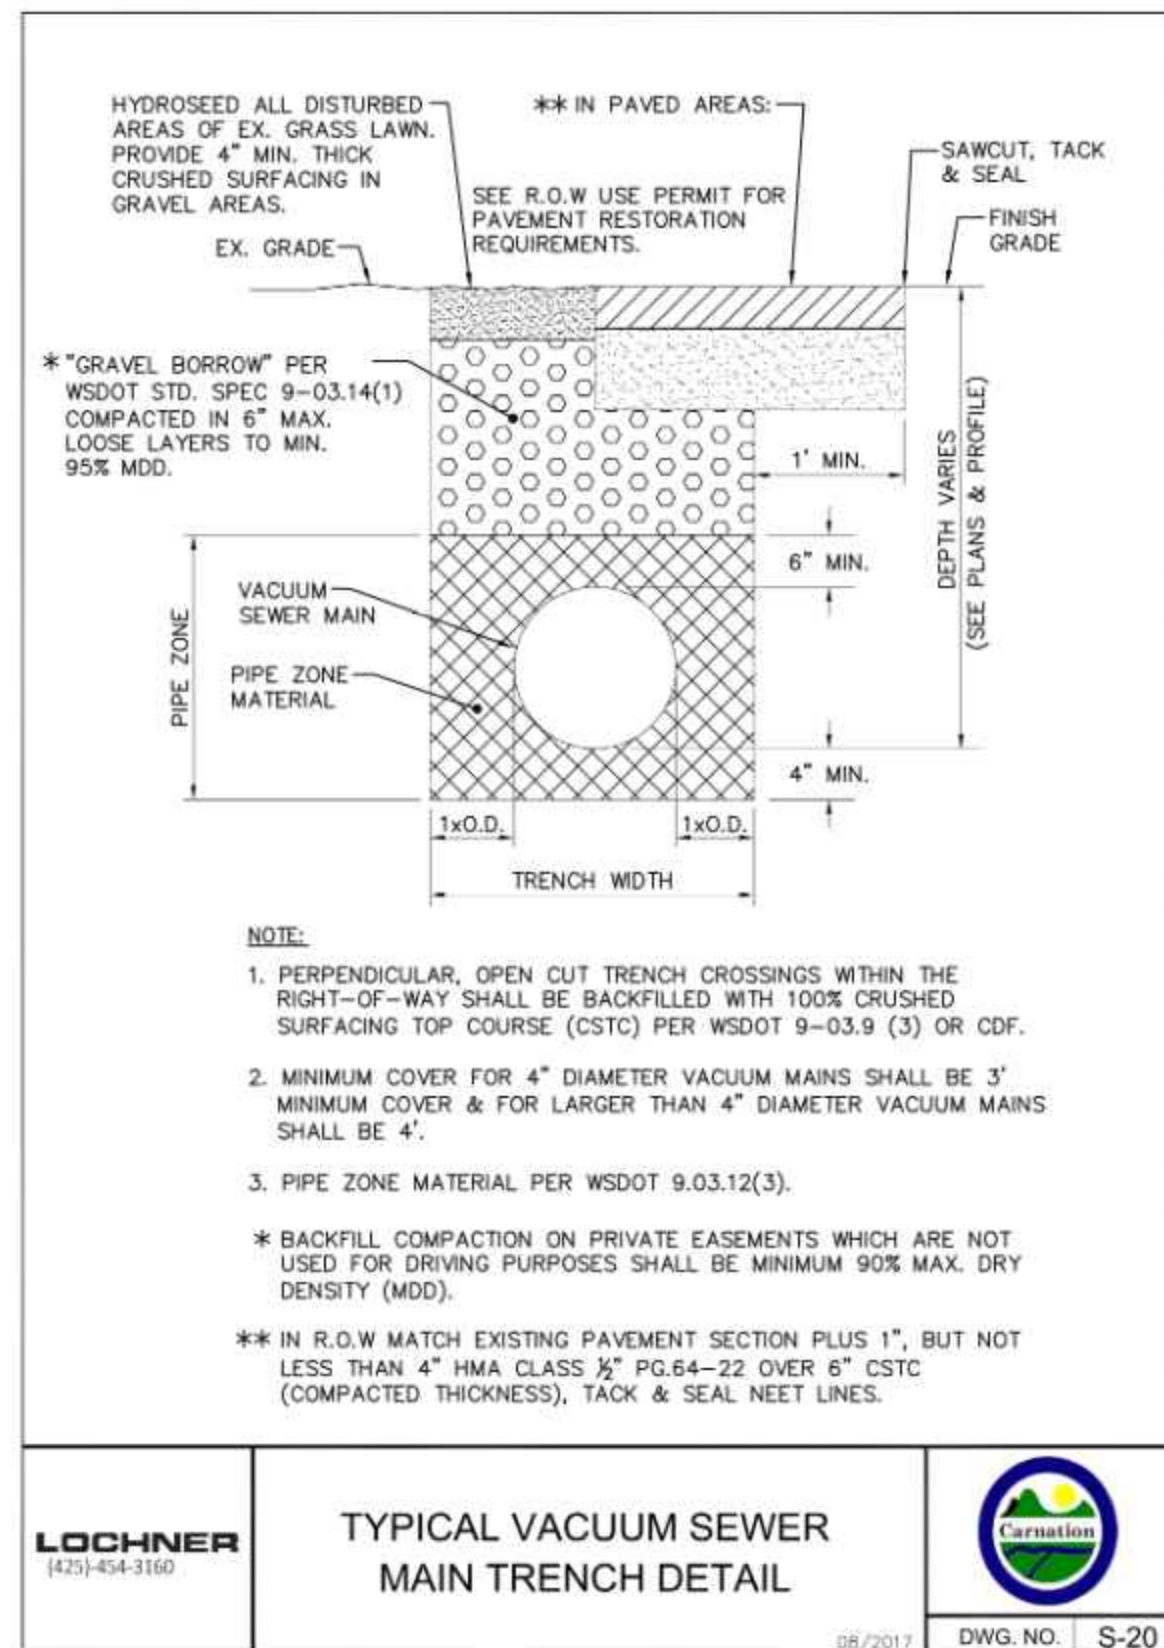 HYDROSEED ALL DISTURBED
AREAS OF EX. GRASS LAWN.
PROVIDE 4" MIN. THICK
CRUSHED SURFACING IN
GRAVEL AREAS.
** IN PAVED AREAS:
SAWCUT, TACK
& SEAL
SEE R.O.W USE PERMIT FOR
PAVEMENT RESTORATION
REQUIREMENTS.
FINISH
GRADE
EX. GRADE
* "GRAVEL BORROW" PER
WSDOT STD. SPEC 9-03.14(1)
COMPACTED IN 6" MAX.
LOOSE LAYERS TO MIN.
95% MDD.
1' MIN.
DEPTH VARIES
(SEE PLANS & PROFILE)
6" MIN.
VACUUM
SEWER MAIN
PIPE ZONE
PIPE ZONE
MATERIAL
4" MIN.
1xO.D.
1xO.D.
TRENCH WIDTH
NOTE:
1. PERPENDICULAR, OPEN CUT TRENCH CROSSINGS WITHIN THE
RIGHT-OF-WAY SHALL BE BACKFILLED WITH 100% CRUSHED
SURFACING TOP COURSE (CSTC) PER WSDOT 9-03.9 (3) OR CDF.
2. MINIMUM COVER FOR 4" DIAMETER VACUUM MAINS SHALL BE 3'
MINIMUM COVER & FOR LARGER THAN 4" DIAMETER VACUUM MAINS
SHALL BE 4'.
3. PIPE ZONE MATERIAL PER WSDOT 9.03.12(3).
* BACKFILL COMPACTION ON PRIVATE EASEMENTS WHICH ARE NOT
USED FOR DRIVING PURPOSES SHALL BE MINIMUM 90% MAX. DRY
DENSITY (MDD).
** IN R.O.W MATCH EXISTING PAVEMENT SECTION PLUS 1", BUT NOT
LESS THAN 4" HMA CLASS ½" PG.64-22 OVER 6" CSTC
(COMPACTED THICKNESS), TACK & SEAL NEET LINES.
LOCHNER
(425)-454-3160
TYPICAL VACUUM SEWER
MAIN TRENCH DETAIL
08/2017
Carnation
DWG. NO. S-20